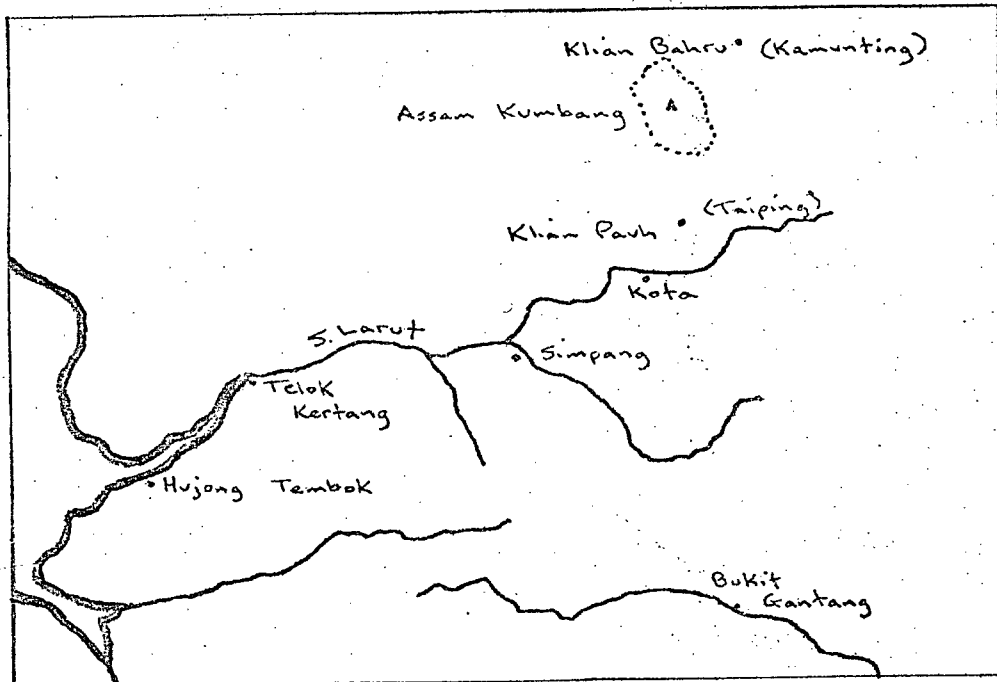 Klian Bahru (Kamunting)
A
Assam Kumbang
(Taiping)
Klian Pauh
Kota
S. Larut
Simpang
Telok
Kertang
Hujong Tembok
Bukit
Gantang